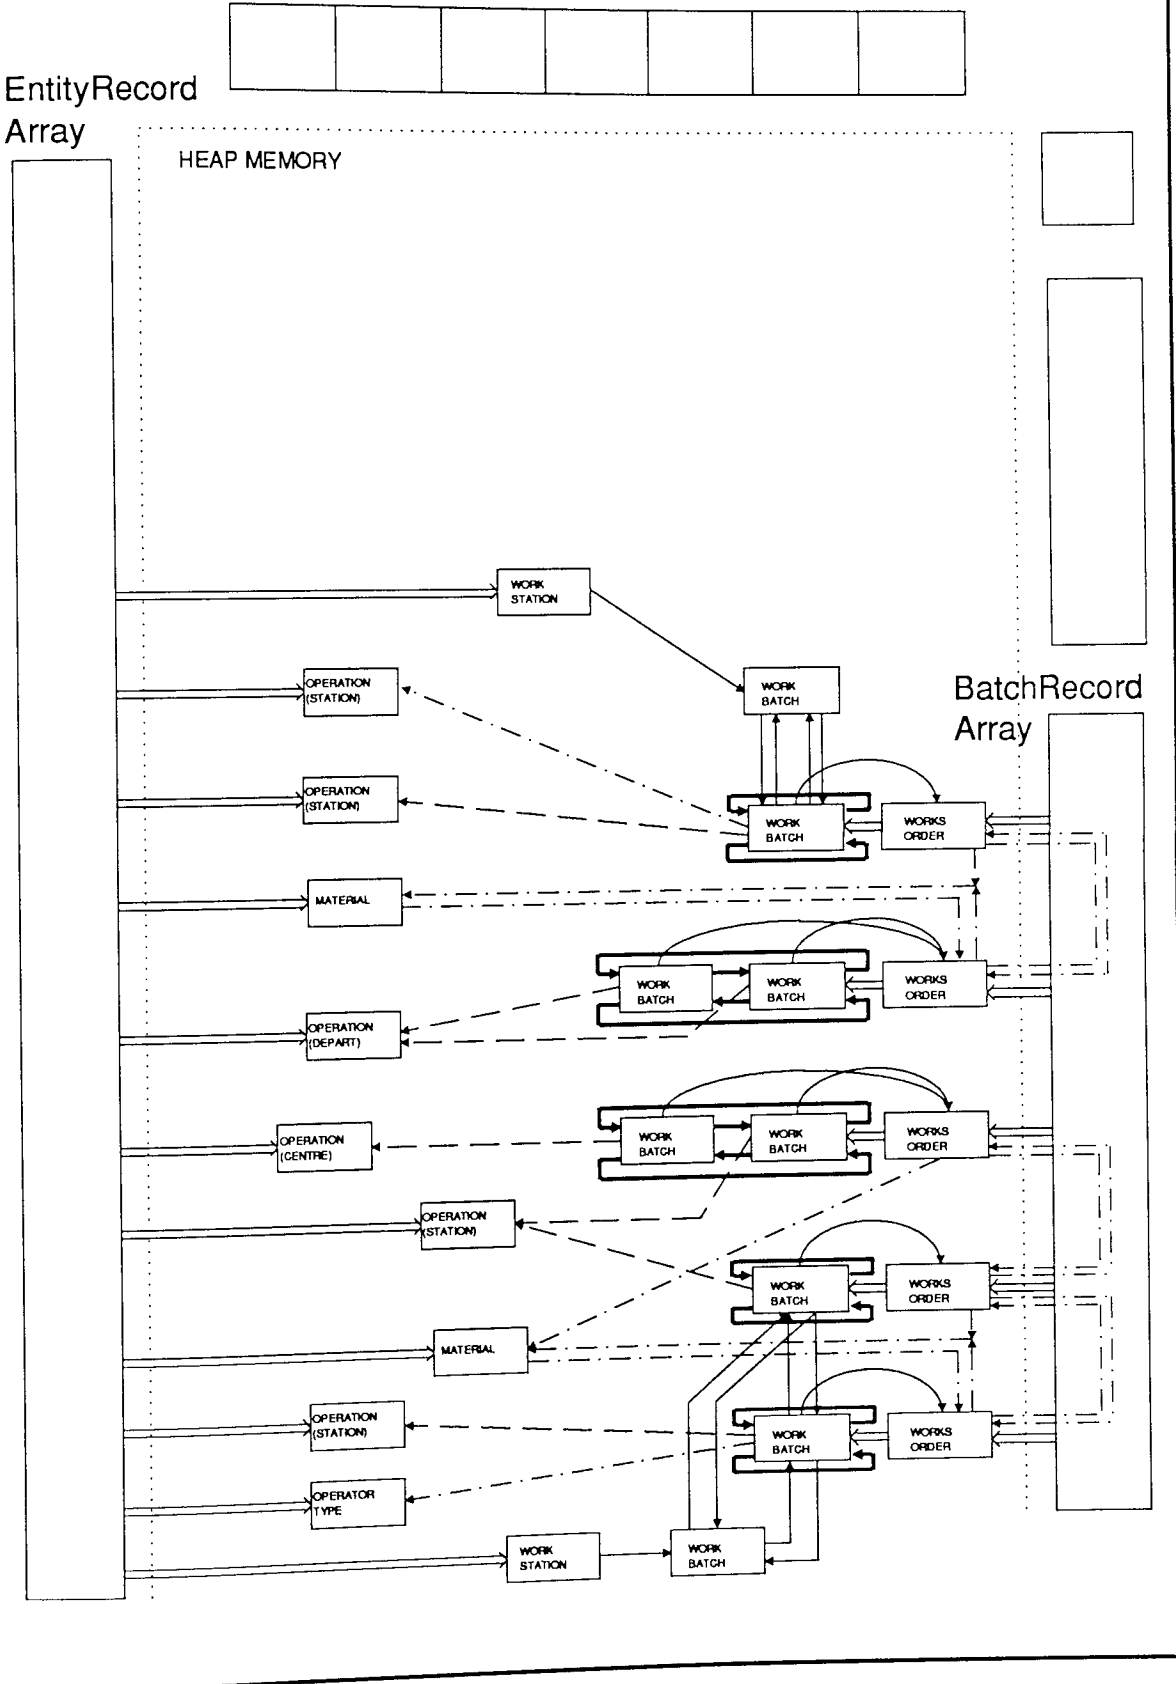 EntityRecord
Array
HEAP MEMORY
WORK
STATION
OPERATION
(STATION)
WORK
BATCH
BatchRecord
Array
OPERATION
(STATION)
WORK
BATCH
WORKS
ORDER
MATERIAL
WORK
BATCH
WORK
BATCH
WORKS
ORDER
OPERATION
(DEPART)
OPERATION
(CENTRE)
WORK
BATCH
WORK
BATCH
WORKS
ORDER
OPERATION
(STATION)
WORK
BATCH
WORKS
ORDER
MATERIAL
OPERATION
(STATION)
WORK
BATCH
WORKS
ORDER
OPERATOR
TYPE
WORK
STATION
WORK
BATCH